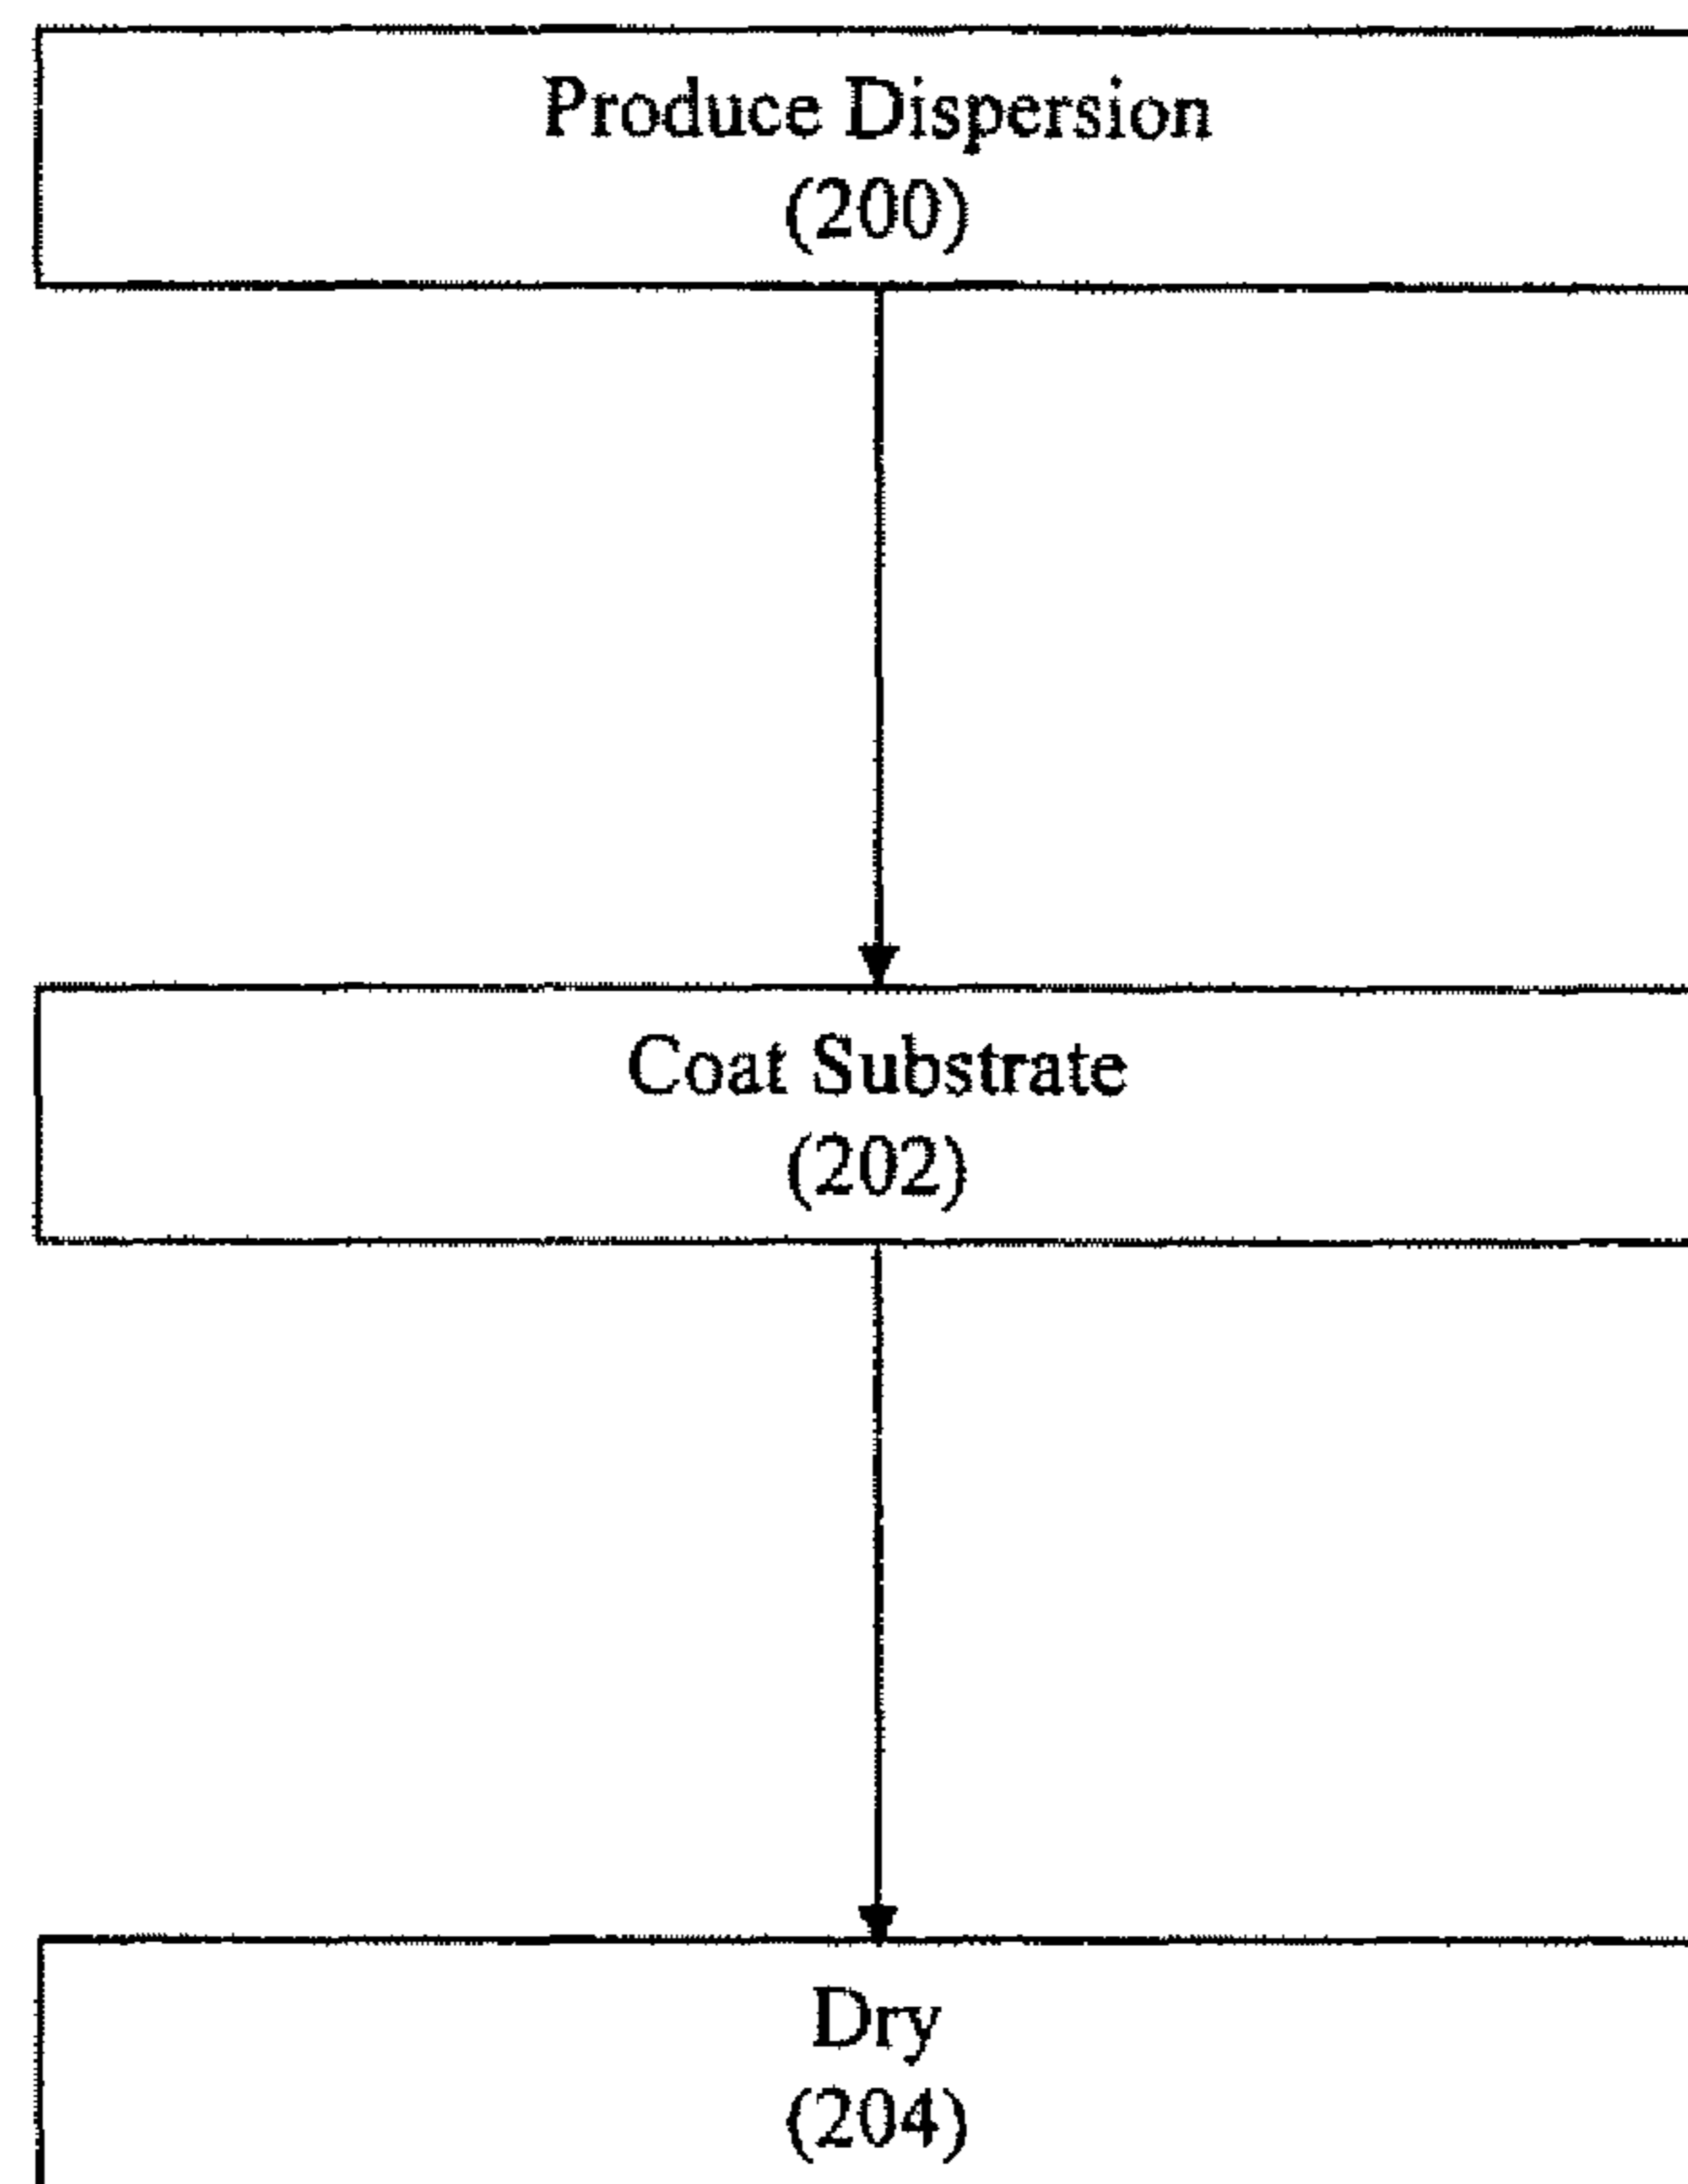 Produce Dispersion
(200)
Coat Substrate
(202)
Dry
(204)